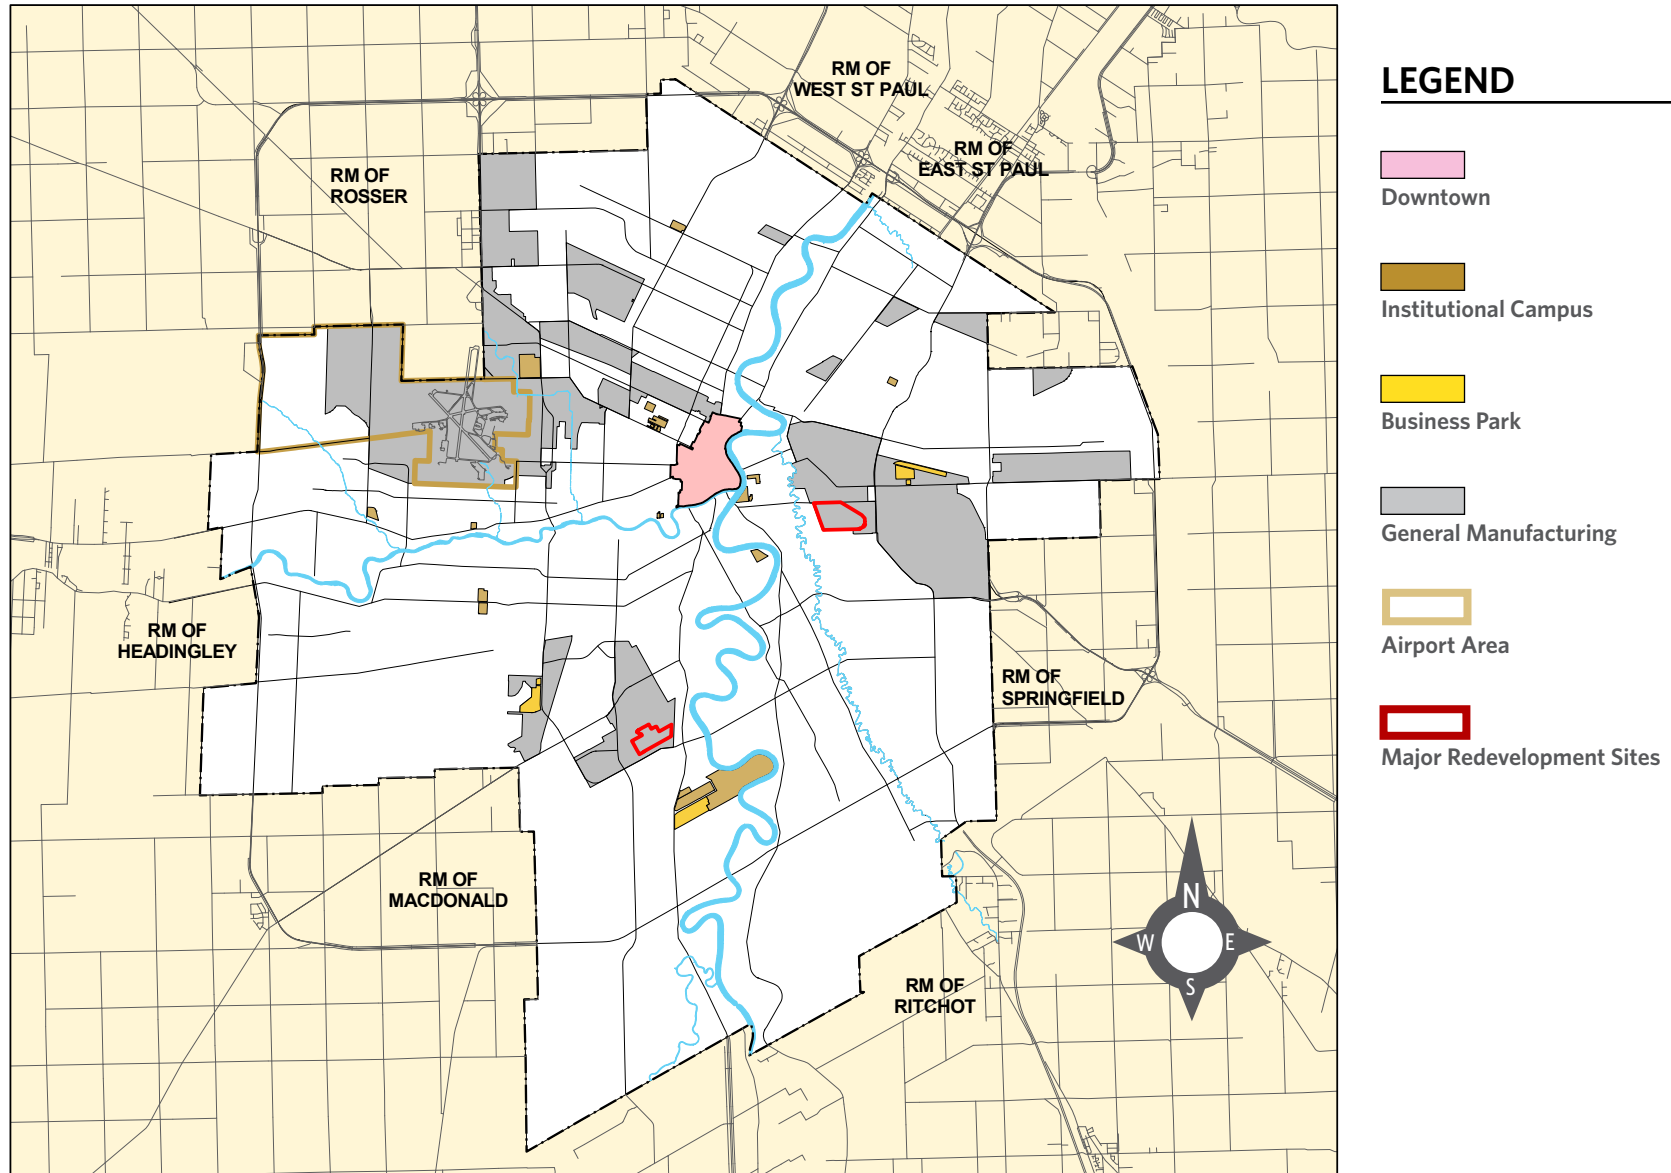 RM OF
WEST ST PAUL
RM OF
EAST ST PAUL
RM OF
ROSSER
RM OF
HEADINGLEY
RM OF
SPRINGFIELD
RM OF
MACDONALD
RM OF
RITCHOT
N
W E
S
LEGEND
Downtown
Institutional Campus
Business Park
General Manufacturing
Airport Area
Major Redevelopment Sites